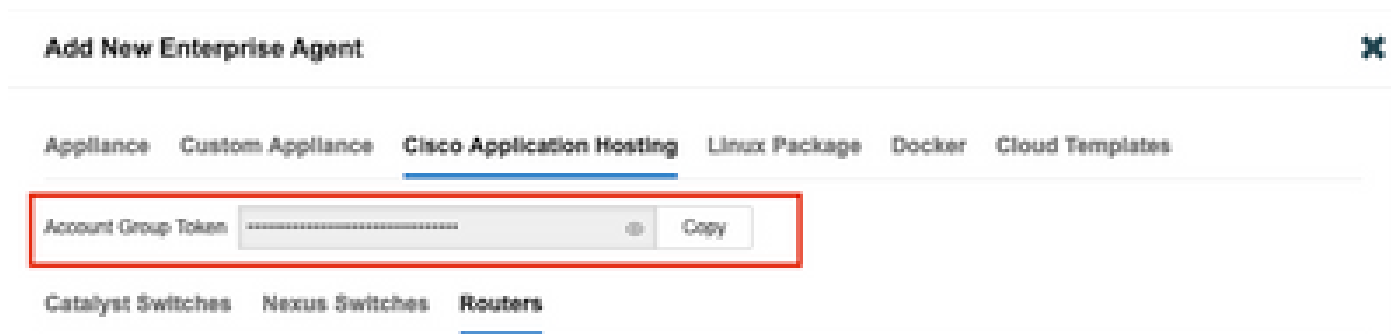 Add New Enterprise Agent
Appliance Custom Appliance Cisco Application Hosting Linux Package Docker Cloud Templates
Account Group Token Copy
Catalyst Switches Nexus Switches Routers